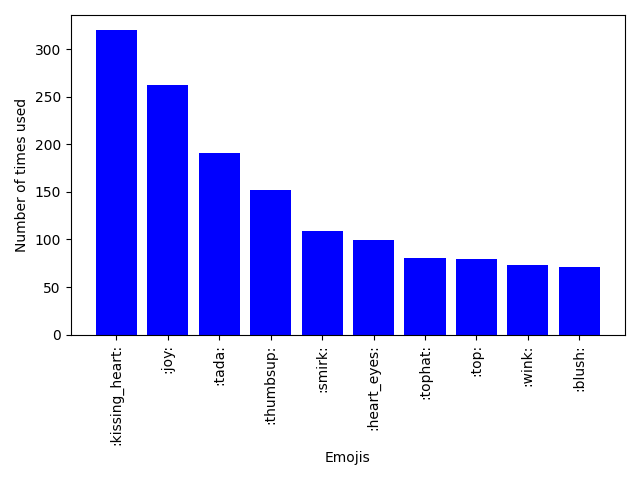 Number of times used
300
250
200
150
100
50
0
:kissing_heart:
:joy:
:tada:
:thumbsup:
:smirk:
:heart_eyes:
:tophat:
:top:
:wink:
:blush:
Emojis